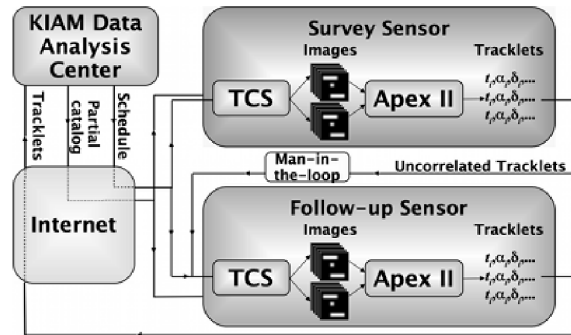 KIAM Data
Analysis
Center
Tracklets
Partial
catalog
Schedule
Internet
Survey Sensor
Images
Tracklets
TCS
Apex II
t, α, δ,...
t, α, δ,...
t, α, δ,...
Man-in-
the-loop
Uncorrelated Tracklets
Follow-up Sensor
Images
Tracklets
TCS
Apex II
t, α, δ,...
t, α, δ,...
t, α, δ,...